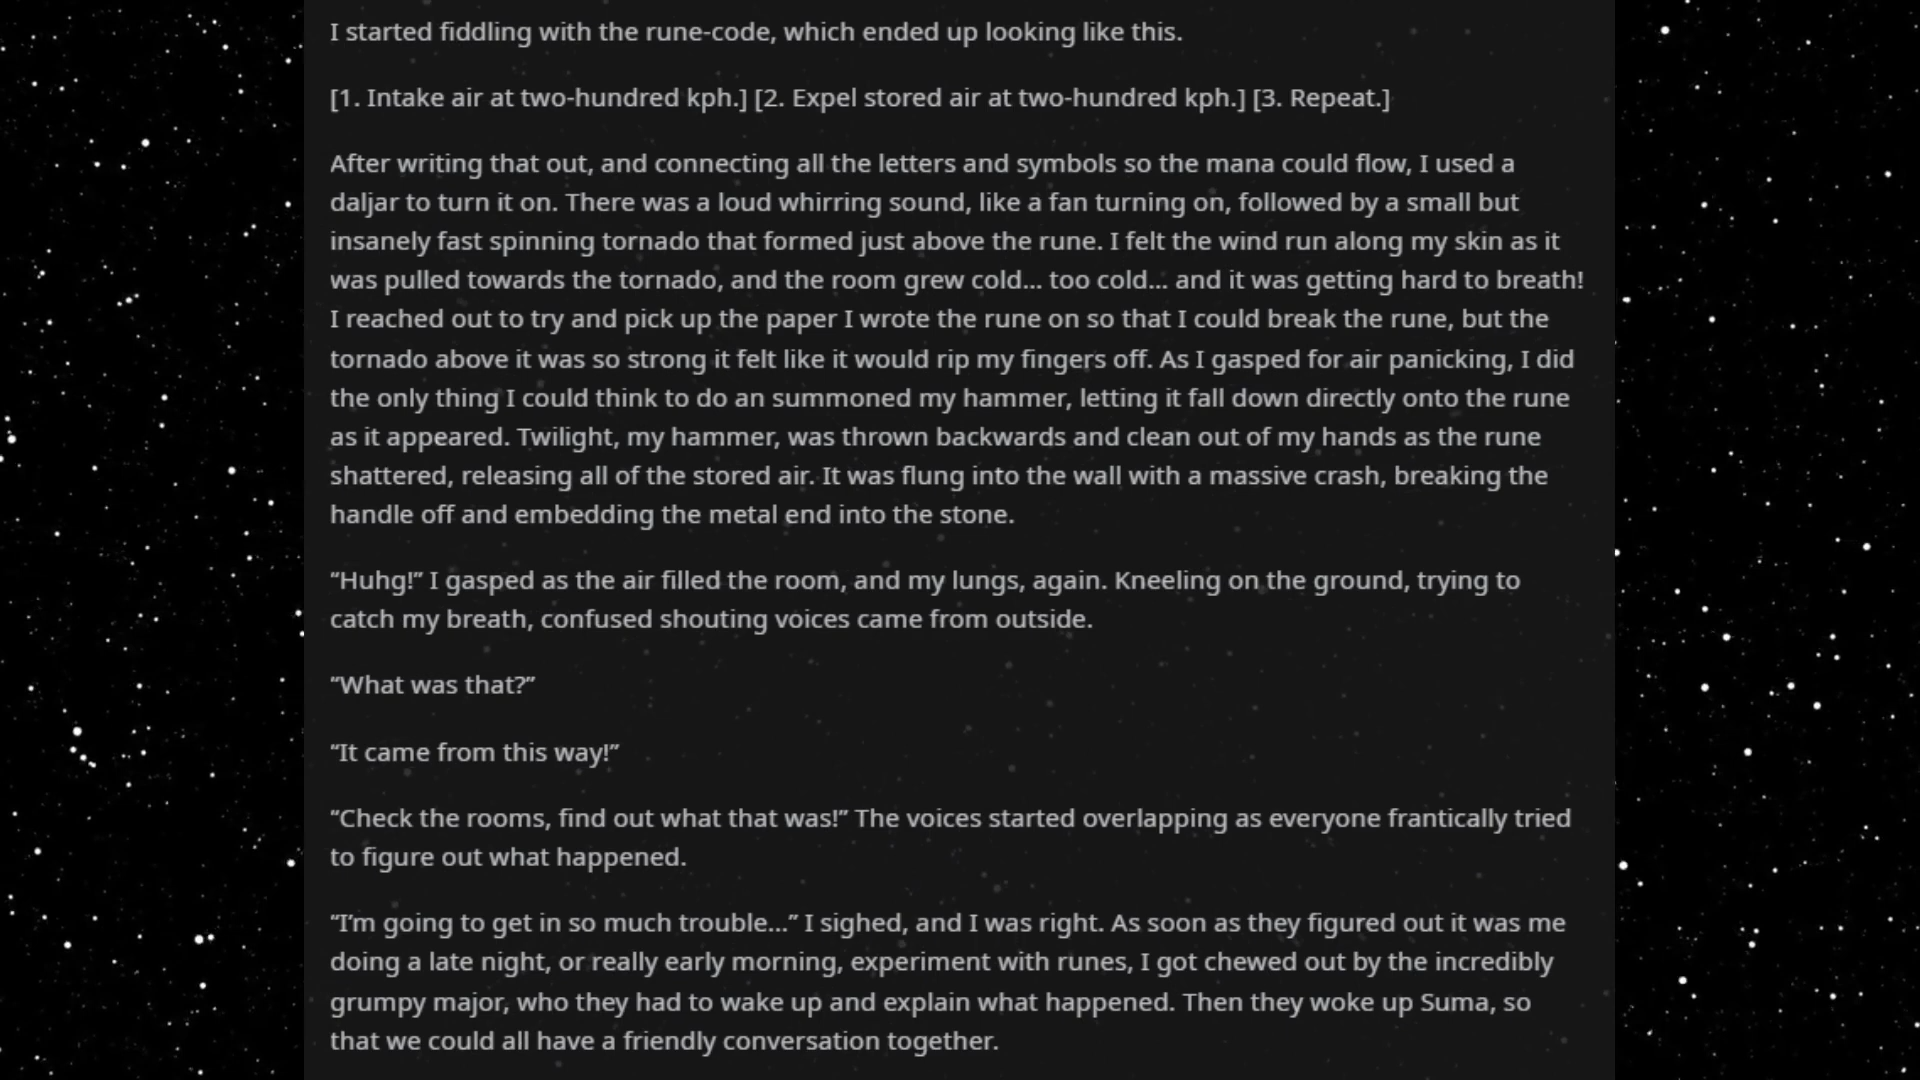 I started fiddling with the rune-code, which ended up looking like this.
[1. Intake air at two-hundred kph.] [2. Expel stored air at two-hundred kph.] [3. Repeat.]
After writing that out, and connecting all the letters and symbols so the mana could flow, I used a
daljar to turn it on. There was a loud whirring sound, like a fan turning on, followed by a small but
insanely fast spinning tornado that formed just above the rune. I felt the wind run along my skin as it
was pulled towards the tornado, and the room grew cold... too cold... and it was getting hard to breath!
I reached out to try and pick up the paper I wrote the rune on so that I could break the rune, but the
tornado above it was so strong it felt like it would rip my fingers off. As I gasped for air panicking, I did
the only thing I could think to do an summoned my hammer, letting it fall down directly onto the rune
as it appeared. Twilight, my hammer, was thrown backwards and clean out of my hands as the rune
shattered, releasing all of the stored air. It was flung into the wall with a massive crash, breaking the
handle off and embedding the metal end into the stone.
“Huhg!” I gasped as the air filled the room, and my lungs, again. Kneeling on the ground, trying to
catch my breath, confused shouting voices came from outside.
“What was that?”
“It came from this way!”
“Check the rooms, find out what that was!” The voices started overlapping as everyone frantically tried
to figure out what happened.
“I’m going to get in so much trouble...” I sighed, and I was right. As soon as they figured out it was me
doing a late night, or really early morning, experiment with runes, I got chewed out by the incredibly
grumpy major, who they had to wake up and explain what happened. Then they woke up Suma, so
that we could all have a friendly conversation together.